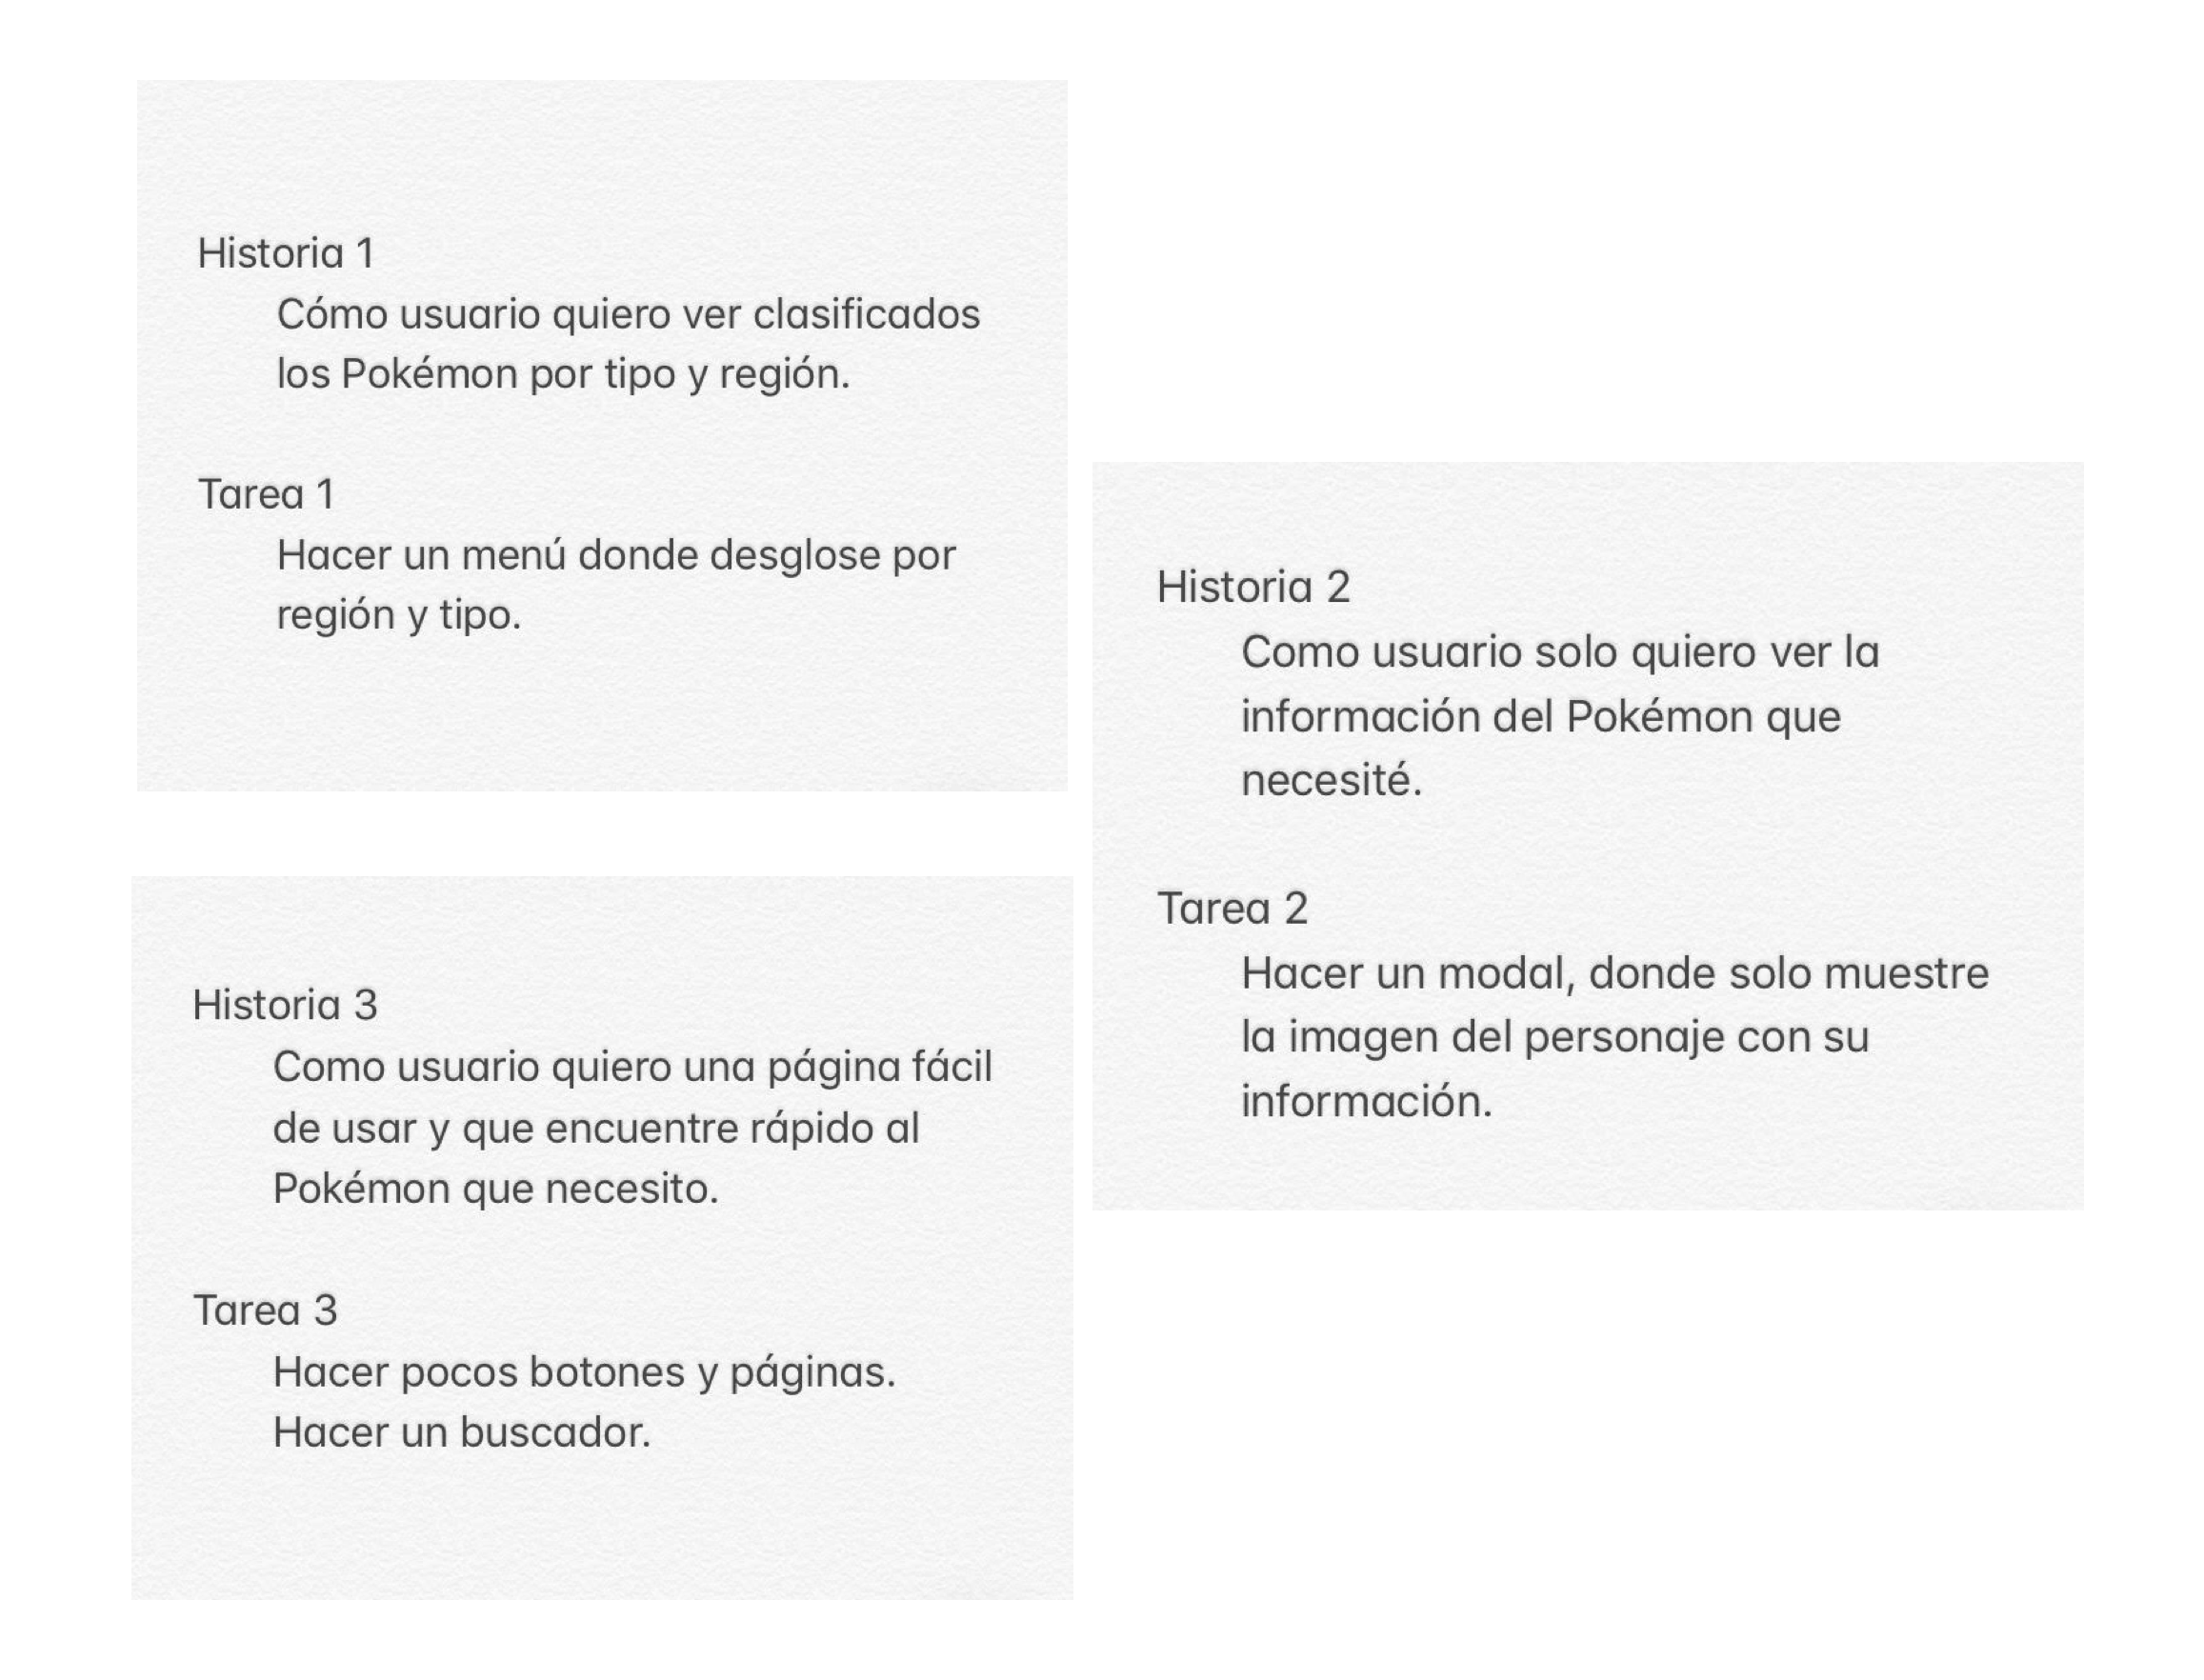 Historia 1
Cómo usuario quiero ver clasificados
los Pokémon por tipo y región.
Tarea 1
Hacer un menú donde desglose por
región y tipo.
Historia 2
Como usuario solo quiero ver la
información del Pokémon que
necesité.
Tarea 2
Hacer un modal, donde solo muestre
la imagen del personaje con su
información.
Historia 3
Como usuario quiero una página fácil
de usar y que encuentre rápido al
Pokémon que necesito.
Tarea 3
Hacer pocos botones y páginas.
Hacer un buscador.